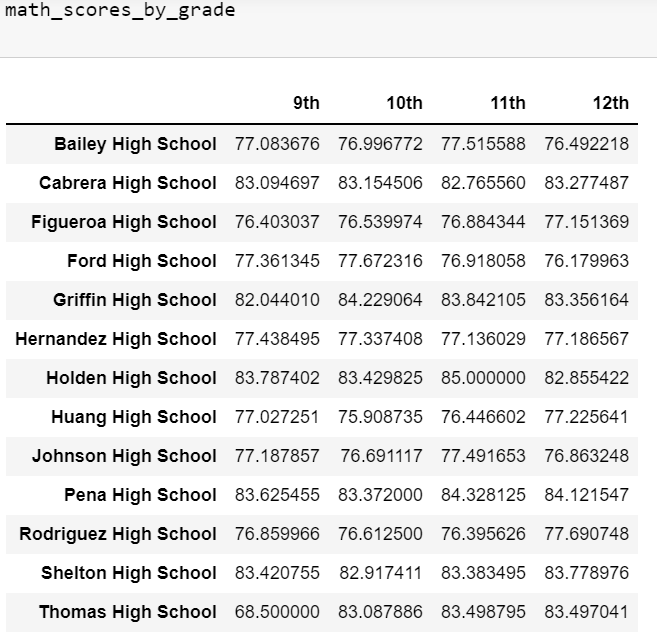 math_scores_by_grade
9th 10th 11th 12th
Bailey High School 77.083676 76.996772 77.515588 76.492218
Cabrera High School 83.094697 83.154506 82.765560 83.277487
Figueroa High School 76.403037 76.539974 76.884344 77.151369
Ford High School 77.361345 77.672316 76.918058 76.179963
Griffin High School 82.044010 84.229064 83.842105 83.356164
Hernandez High School 77.438495 77.337408 77.136029 77.186567
Holden High School 83.787402 83.429825 85.000000 82.855422
Huang High School 77.027251 75.908735 76.446602 77.225641
Johnson High School 77.187857 76.691117 77.491653 76.863248
Pena High School 83.625455 83.372000 84.328125 84.121547
Rodriguez High School 76.859966 76.612500 76.395626 77.690748
Shelton High School 83.420755 82.917411 83.383495 83.778976
Thomas High School 68.500000 83.087886 83.498795 83.497041